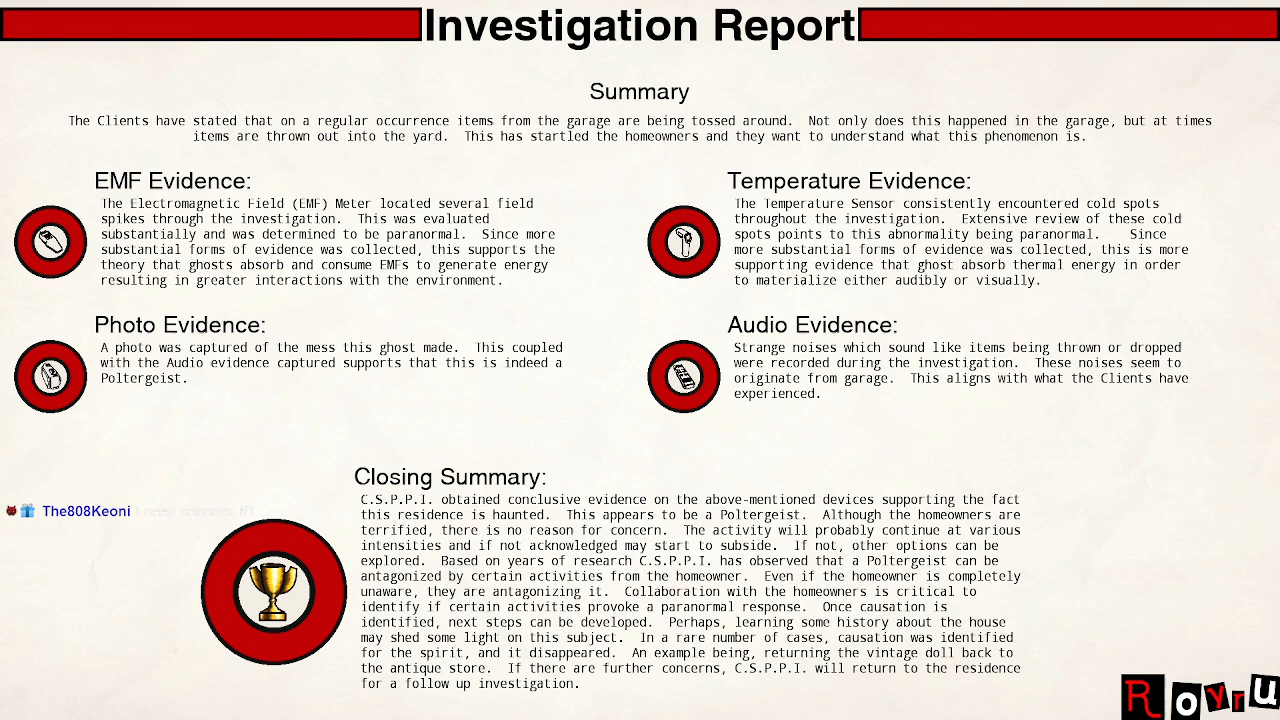 Investigation Report
Summary
The Clients have stated that on a regular occurrence items from the garage are being tossed around.  Not only does this happened in the garage, but at times
items are thrown out into the yard.  This has startled the homeowners and they want to understand what this phenomenon is.
EMF Evidence:
The Electromagnetic Field (EMF) Meter located several field
spikes through the investigation.  This was evaluated
substantially and was determined to be paranormal.  Since more
substantial forms of evidence was collected, this supports the
theory that ghosts absorb and consume EMFs to generate energy
resulting in greater interactions with the environment.
Temperature Evidence:
The Temperature Sensor consistently encountered cold spots
throughout the investigation.  Extensive review of these cold
spots points to this abnormality being paranormal.    Since
more substantial forms of evidence was collected, this is more
supporting evidence that ghost absorb thermal energy in order
to materialize either audibly or visually.
Photo Evidence:
A photo was captured of the mess this ghost made.  This coupled
with the Audio evidence captured supports that this is indeed a
Poltergeist.
Audio Evidence:
Strange noises which sound like items being thrown or dropped
were recorded during the investigation.  These noises seem to
originate from garage.  This aligns with what the Clients have
experienced.
Closing Summary:
C.S.P.P.I. obtained conclusive evidence on the above-mentioned devices supporting the fact
this residence is haunted.  This appears to be a Poltergeist.  Although the homeowners are
terrified, there is no reason for concern.  The activity will probably continue at various
intensities and if not acknowledged may start to subside.  If not, other options can be
explored.  Based on years of research C.S.P.P.I. has observed that a Poltergeist can be
antagonized by certain activities from the homeowner.  Even if the homeowner is completely
unaware, they are antagonizing it.  Collaboration with the homeowners is critical to
identify if certain activities provoke a paranormal response.  Once causation is
identified, next steps can be developed.  Perhaps, learning some history about the house
may shed some light on this subject.  In a rare number of cases, causation was identified
for the spirit, and it disappeared.  An example being, returning the vintage doll back to
the antique store.  If there are further concerns, C.S.P.P.I. will return to the residence
for a follow up investigation.
The808Keoni
Royru